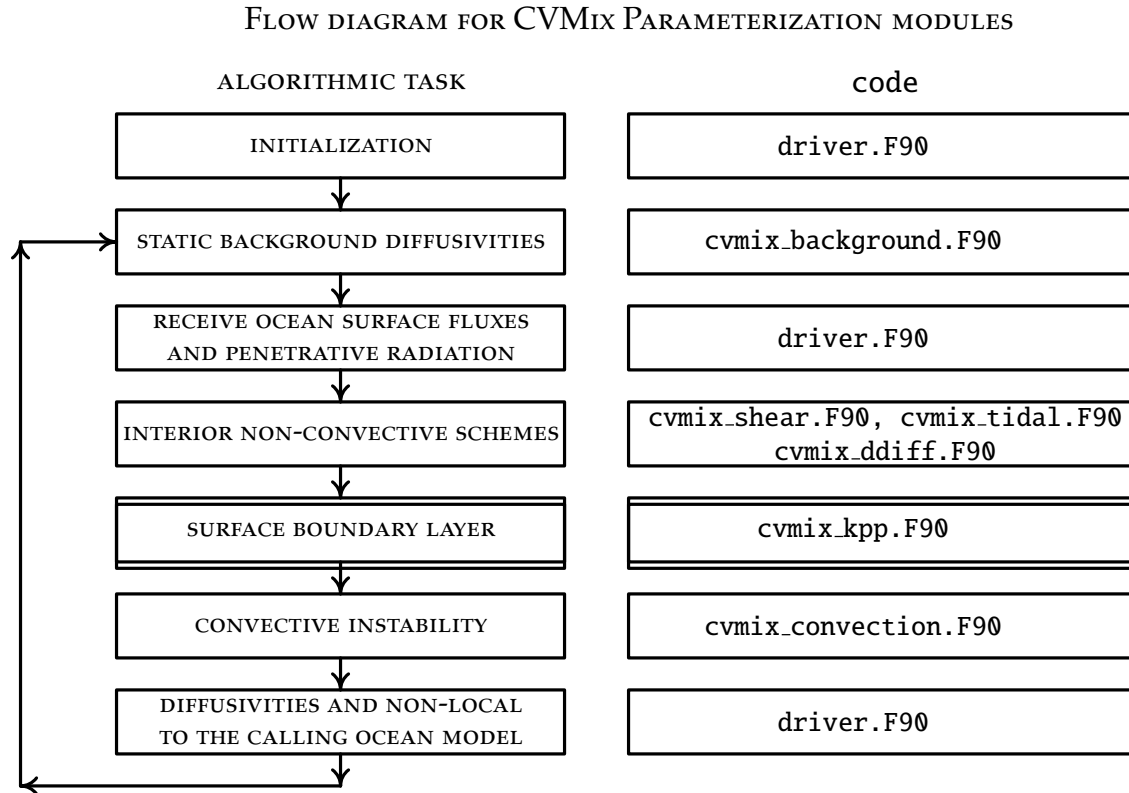 Flow diagram for CVMix Parameterization modules
algorithmic task code
initialization driver.F90
static background diffusivities cvmix_background.F90
receive ocean surface fluxes
and penetrative radiation
driver.F90
interior non-convective schemes
cvmix_shear.F90, cvmix_tidal.F90
cvmix_ddiff.F90
surface boundary layer cvmix_kpp.F90
convective instability cvmix_convection.F90
diffusivities and non-local
to the calling ocean model
driver.F90